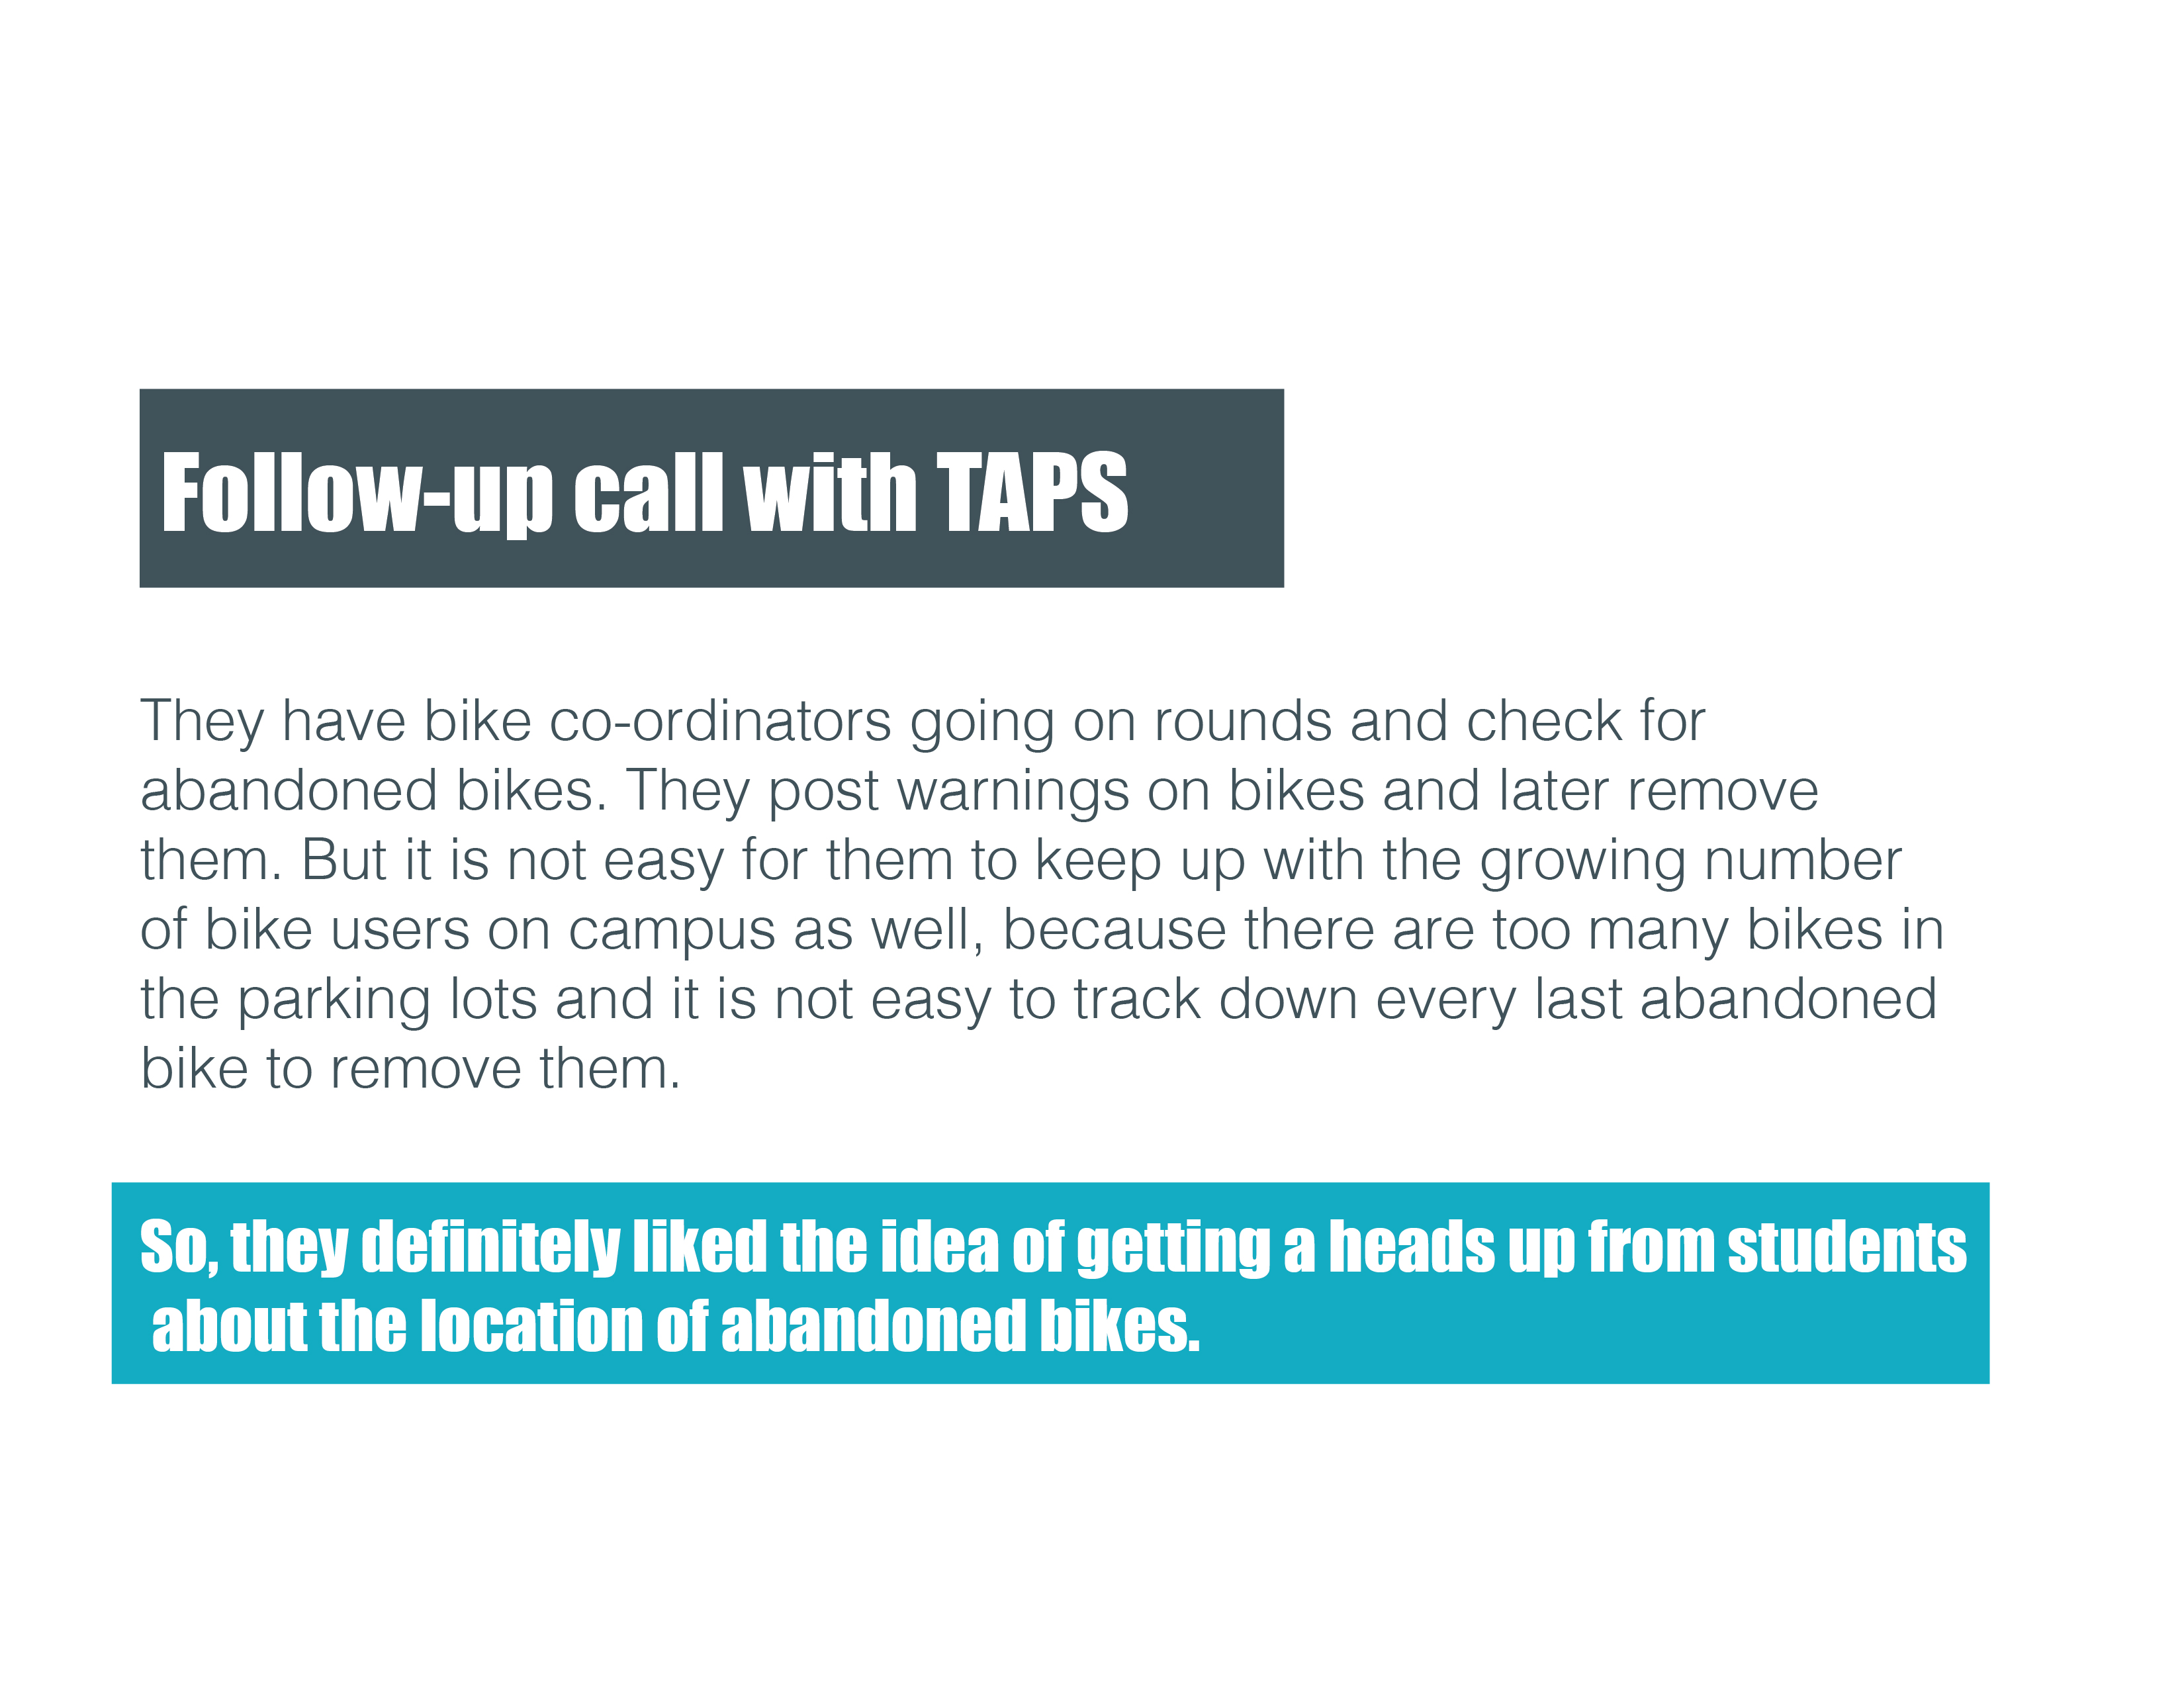 Follow-up call with TAPS
They have bike co-ordinators going on rounds and check for
abandoned bikes. They post warnings on bikes and later remove
them. But it is not easy for them to keep up with the growing number
of bike users on campus as well, because there are too many bikes in
the parking lots and it is not easy to track down every last abandoned
bike to remove them.
So, they definitely liked the idea of getting a heads up from students
about the location of abandoned bikes.